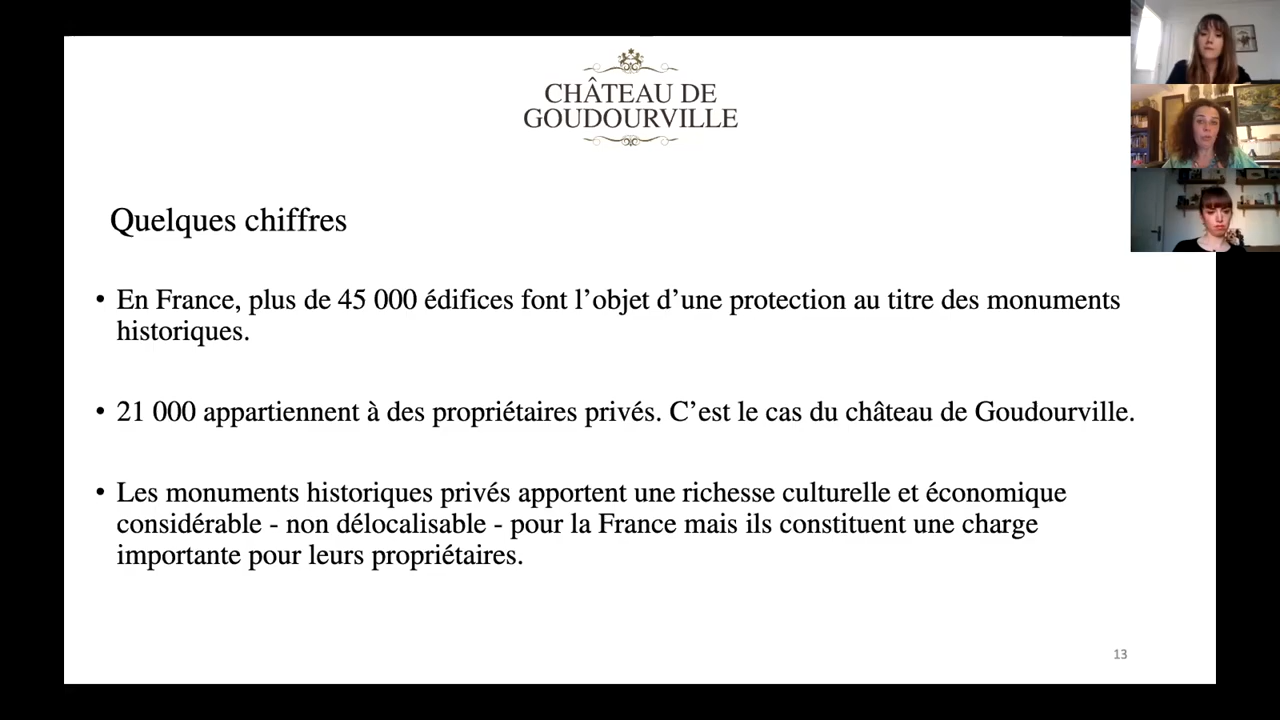 CHÂTEAU DE
GOUDOURVILLE
Quelques chiffres
• En France, plus de 45 000 édifices font l’objet d’une protection au titre des monuments
historiques.
• 21 000 appartiennent à des propriétaires privés. C’est le cas du château de Goudourville.
• Les monuments historiques privés apportent une richesse culturelle et économique
considérable - non délocalisable - pour la France mais ils constituent une charge
importante pour leurs propriétaires.
13